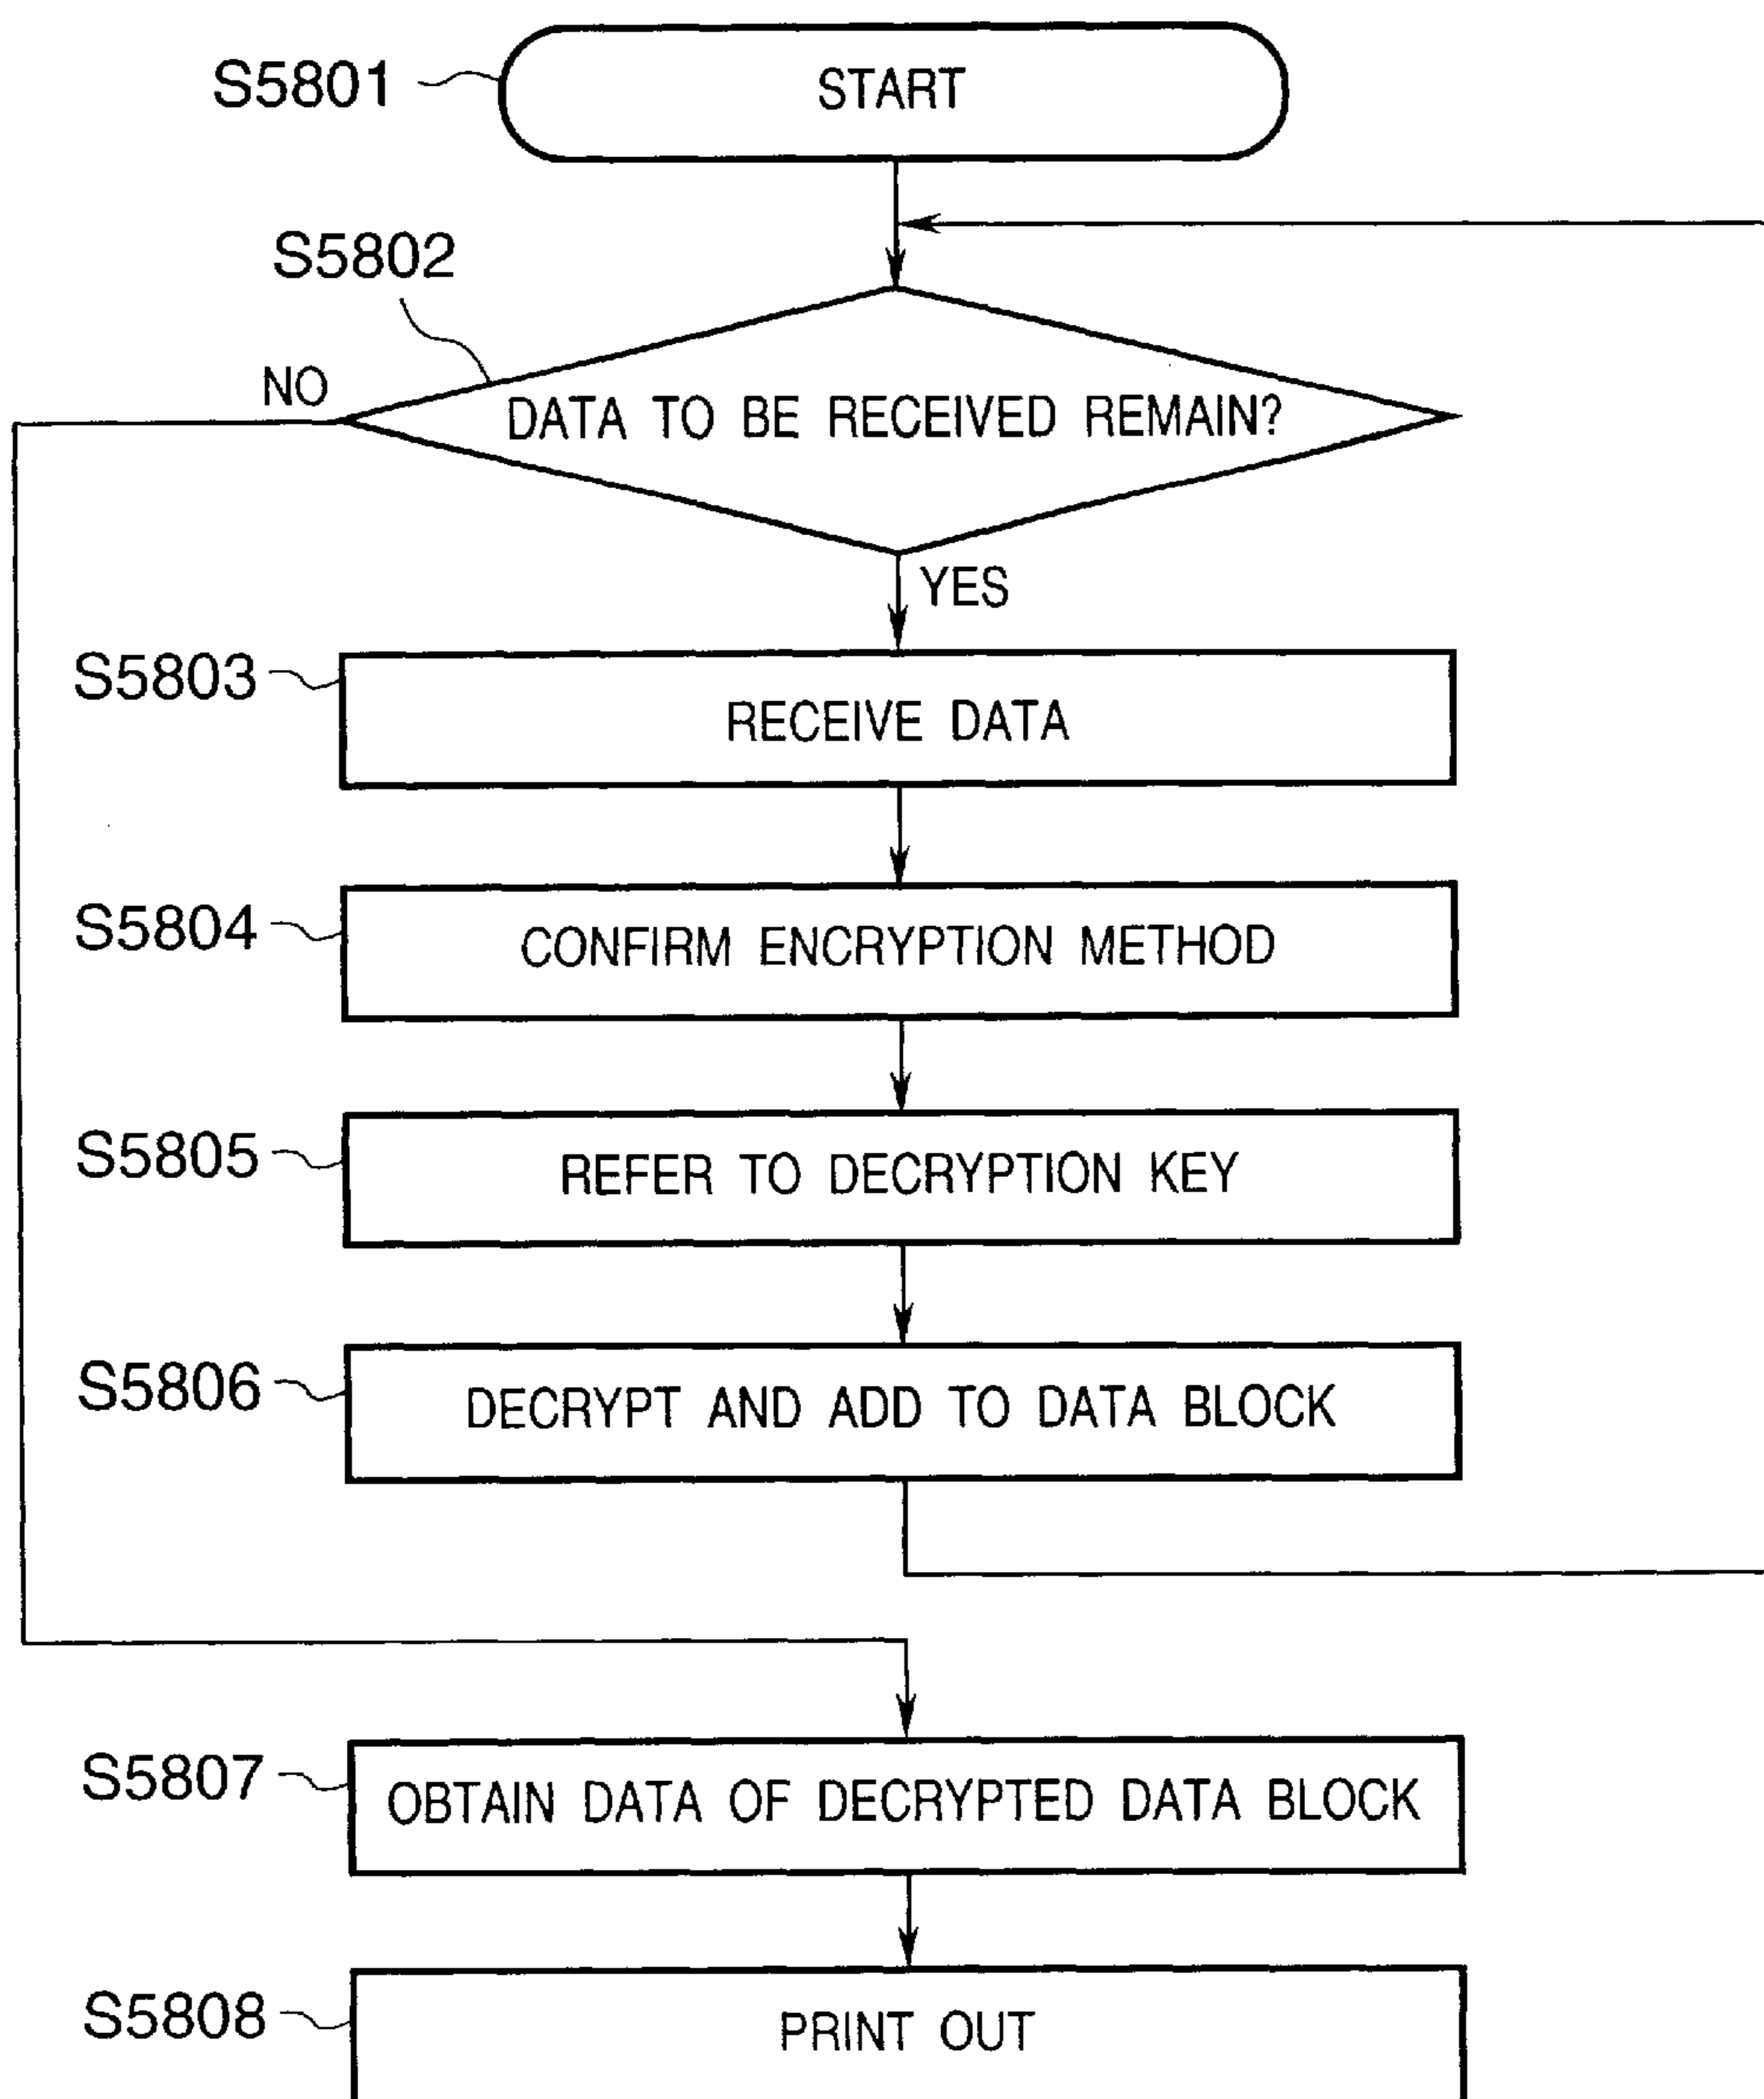 S5801
START
S5802
NO
DATA TO BE RECEIVED REMAIN?
YES
S5803
RECEIVE DATA
S5804
CONFIRM ENCRYPTION METHOD
S5805
REFER TO DECRYPTION KEY
S5806
DECRYPT AND ADD TO DATA BLOCK
S5807
OBTAIN DATA OF DECRYPTED DATA BLOCK
S5808
PRINT OUT